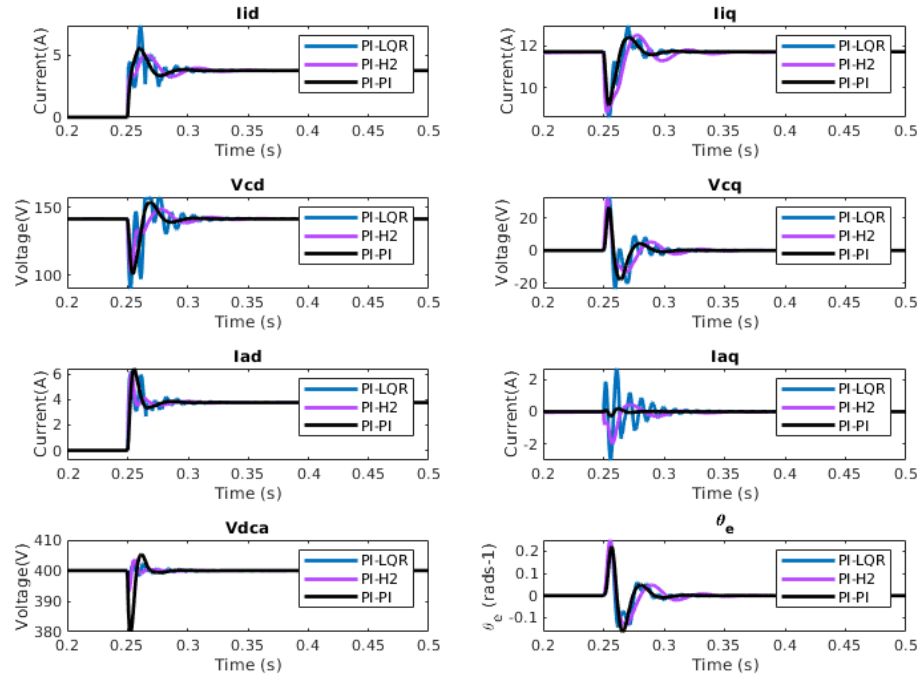 Iid
Current(A)
5
0
0.2 0.25 0.3 0.35 0.4 0.45 0.5
Time (s)
PI-LQR
PI-H2
PI-PI
Iiq
Current(A)
12
10
0.2 0.25 0.3 0.35 0.4 0.45 0.5
Time (s)
PI-LQR
PI-H2
PI-PI
Vcd
Voltage(V)
150
100
0.2 0.25 0.3 0.35 0.4 0.45 0.5
Time (s)
PI-LQR
PI-H2
PI-PI
Vcq
Voltage(V)
20
0
-20
0.2 0.25 0.3 0.35 0.4 0.45 0.5
Time (s)
PI-LQR
PI-H2
PI-PI
Iad
Current(A)
6
4
2
0
0.2 0.25 0.3 0.35 0.4 0.45 0.5
Time (s)
PI-LQR
PI-H2
PI-PI
Iaq
Current(A)
2
0
-2
0.2 0.25 0.3 0.35 0.4 0.45 0.5
Time (s)
PI-LQR
PI-H2
PI-PI
Vdca
Voltage(V)
410
400
390
380
0.2 0.25 0.3 0.35 0.4 0.45 0.5
Time (s)
PI-LQR
PI-H2
PI-PI
θe
θe (rads-1)
0.2
0.1
0
-0.1
0.2 0.25 0.3 0.35 0.4 0.45 0.5
Time (s)
PI-LQR
PI-H2
PI-PI